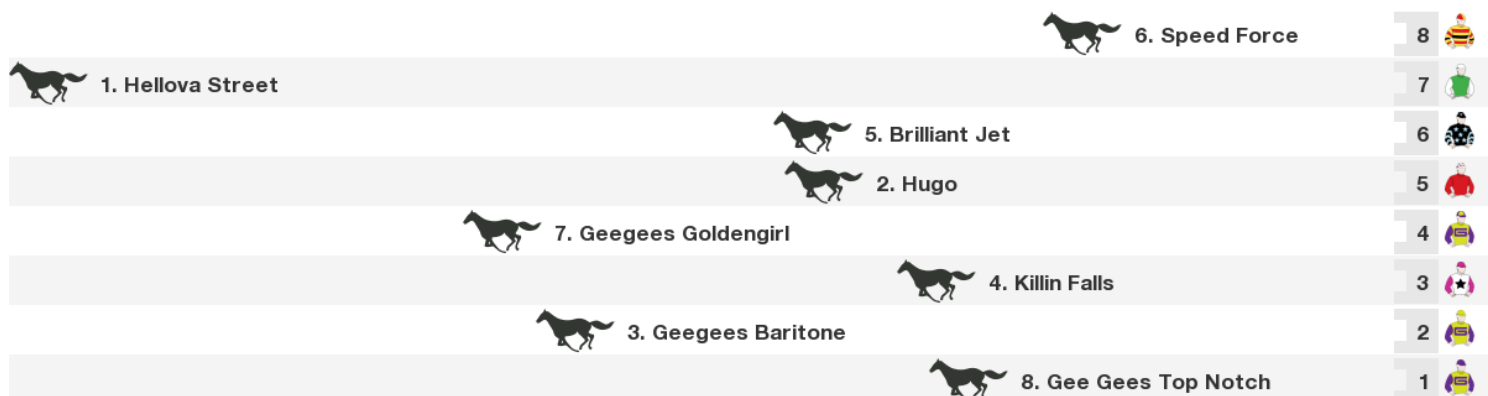 6. Speed Force 8
1. Hellova Street 7
5. Brilliant Jet 6
2. Hugo 5
7. Geegees Goldengirl 4 G
4. Killin Falls 3
3. Geegees Baritone 2 G
8. Gee Gees Top Notch 1 G